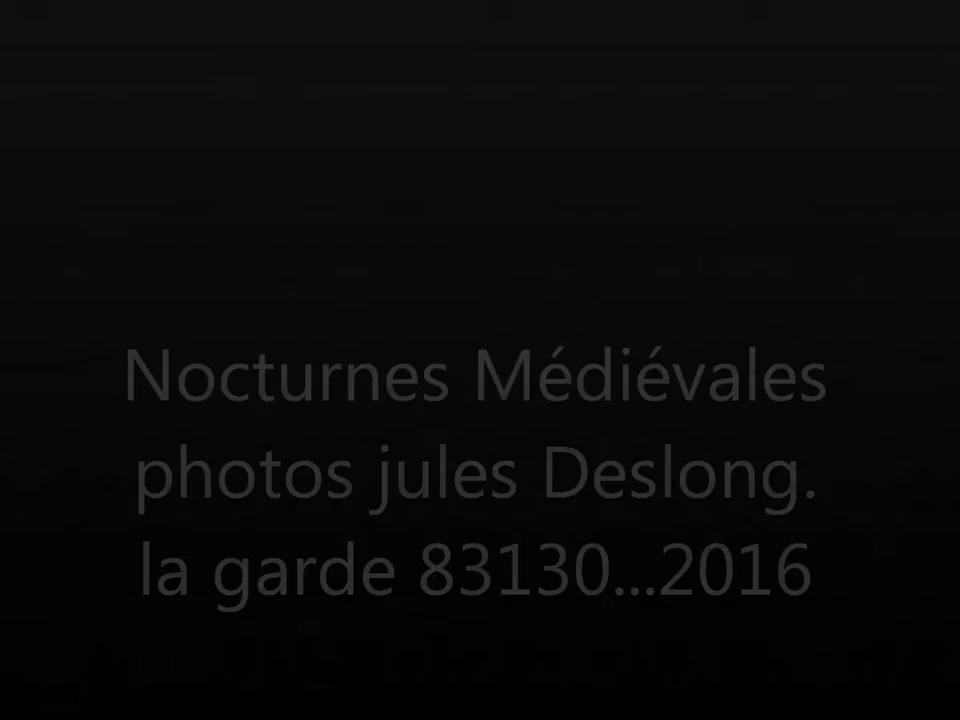 Nocturnes Médiévales
photos jules Deslong.
la garde 83130...2016